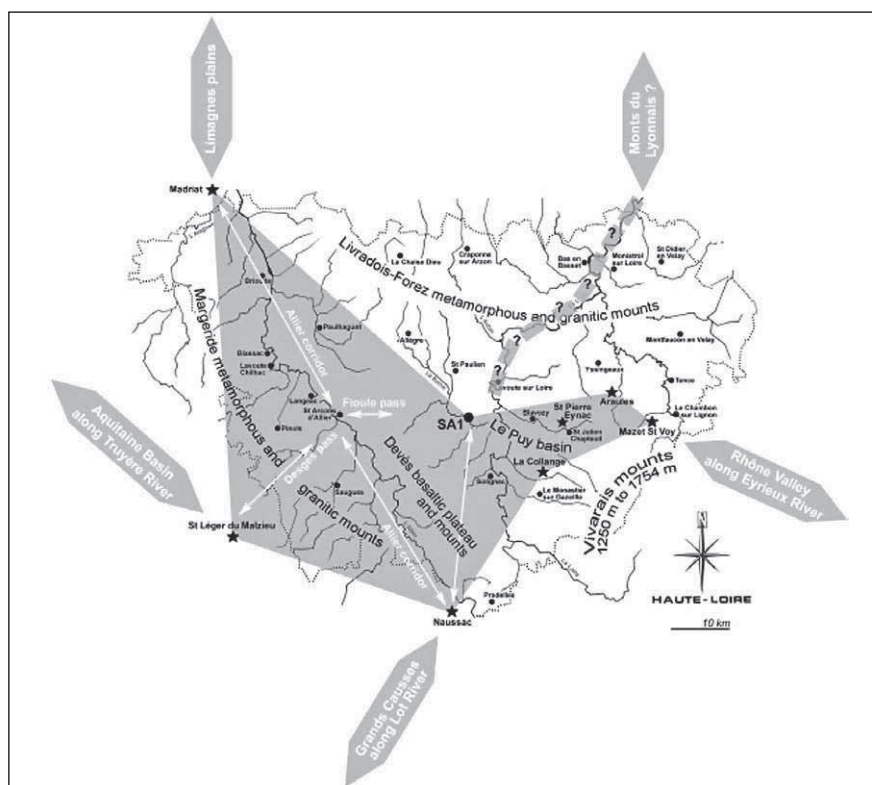 Limagnes plains
Monts du
Lyonnais ?
Madriat
?
?
?
?
?
Livradois-Forez metamorphous and granitic mounts
La Chaise Dieu
Craponne
sur Arzon
Bas en
Basset
Monistrol
sur Loire
St Didier
en Velay
Brioude
Margeride metamorphous and
granitic mounts
Allier corridor
Paulhaguet
Allègre
St Paulien
Yssingeaux
Montfaucon en Velay
Blassac
Lavoute
Chilhac
Langeac
St Arcons
d'Allier
Fioule pass
Pinols
Desges pass
Tence
Araules
Le Chambon
sur Lignon
Mazet St Voy
SA1
Blavozy
St Pierre
Eynac
St Julien
Chapteuil
Le Puy basin
La Collange
Solignac
Le Monastier
sur Gazeille
Devès basaltic plateau
and mounts
Saugues
Allier corridor
St Léger du Malzieu
Aquitaine Basin
along Truyère River
Rhône Valley
along Eyrieux River
Vivarais mounts
1250 m to 1754 m
La Loire
Pradelles
Naussac
Grands Causses
along Lot River
N
HAUTE-LOIRE
10 km